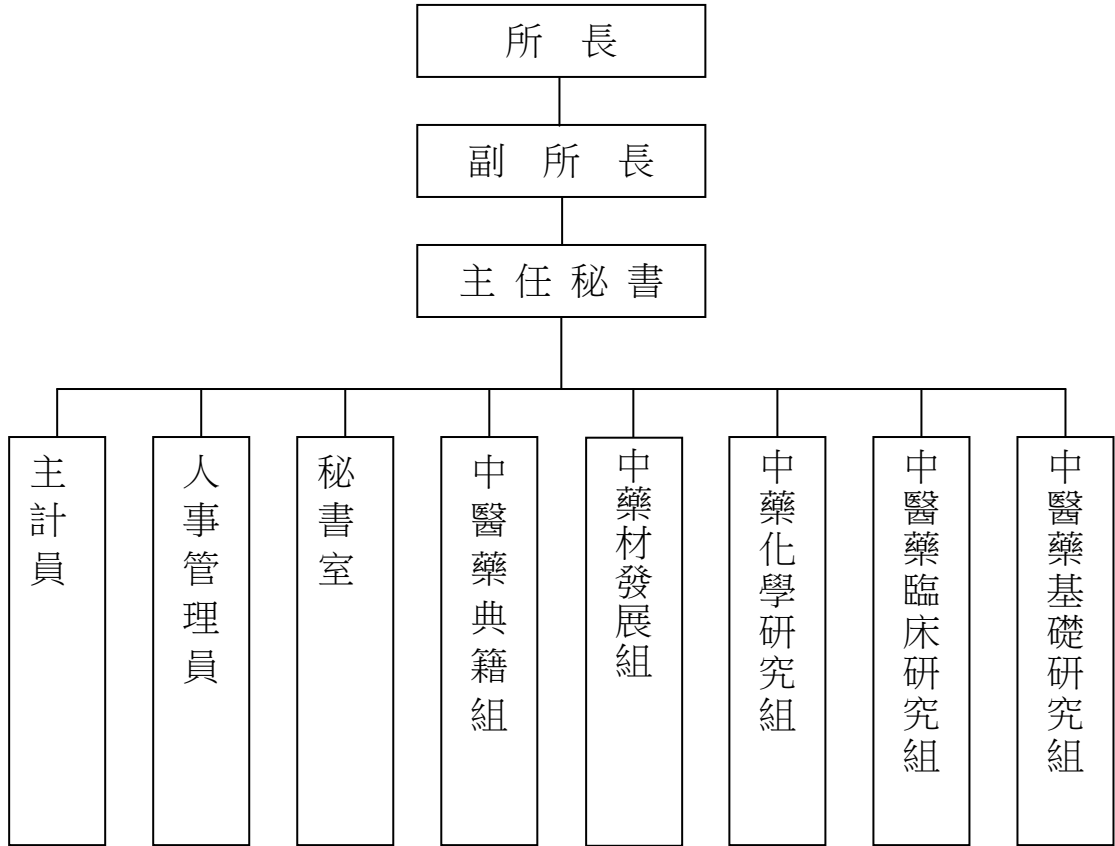 所長
副所長
主任秘書
主計員
人事管理員
秘書室
中醫藥典籍組
中藥材發展組
中藥化學研究組
中醫藥臨床研究組
中醫藥基礎研究組